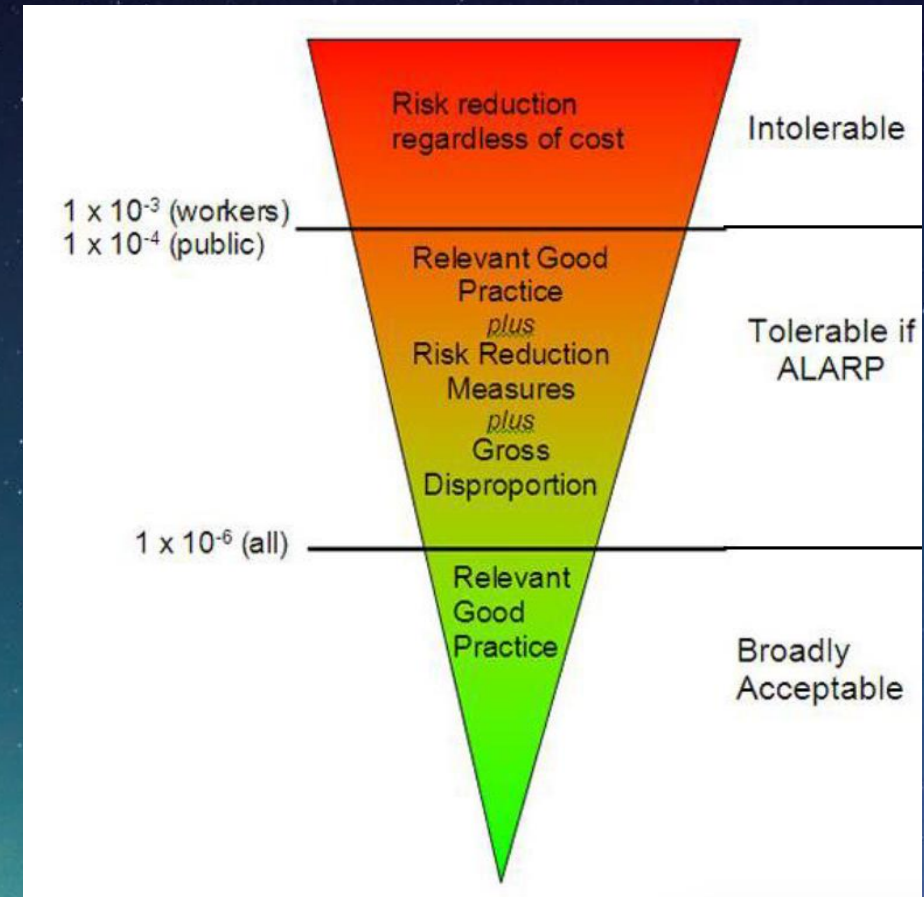 Risk reduction
regardless of cost
Intolerable
1 x 10⁻³ (workers)
1 x 10⁻⁴ (public)
Relevant Good
Practice
plus
Risk Reduction
Measures
plus
Gross
Disproportion
Tolerable if
ALARP
1 x 10⁻⁶ (all)
Relevant
Good
Practice
Broadly
Acceptable